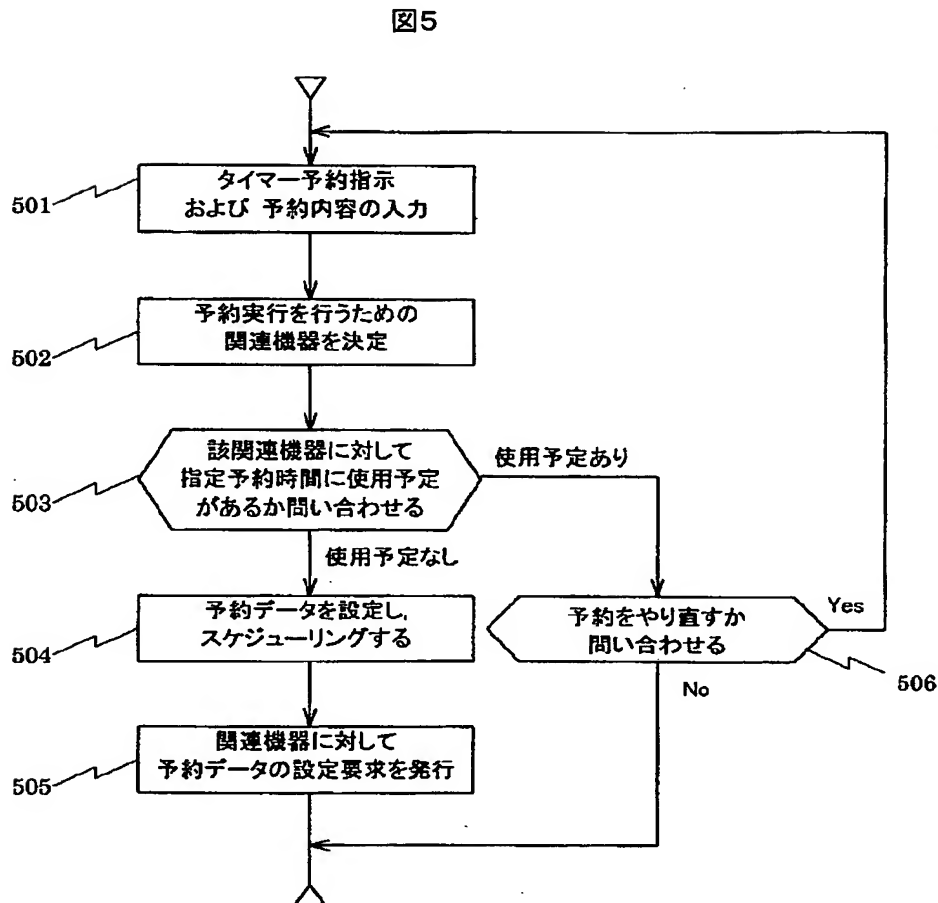 図5
501
タイマー予約指示
および 予約内容の入力
502
予約実行を行うための
関連機器を決定
503
該関連機器に対して
指定予約時間に使用予定
があるか問い合わせる
使用予定あり
使用予定なし
504
予約データを設定し,
スケジューリングする
予約をやり直すか
問い合わせる
Yes
506
No
505
関連機器に対して
予約データの設定要求を発行